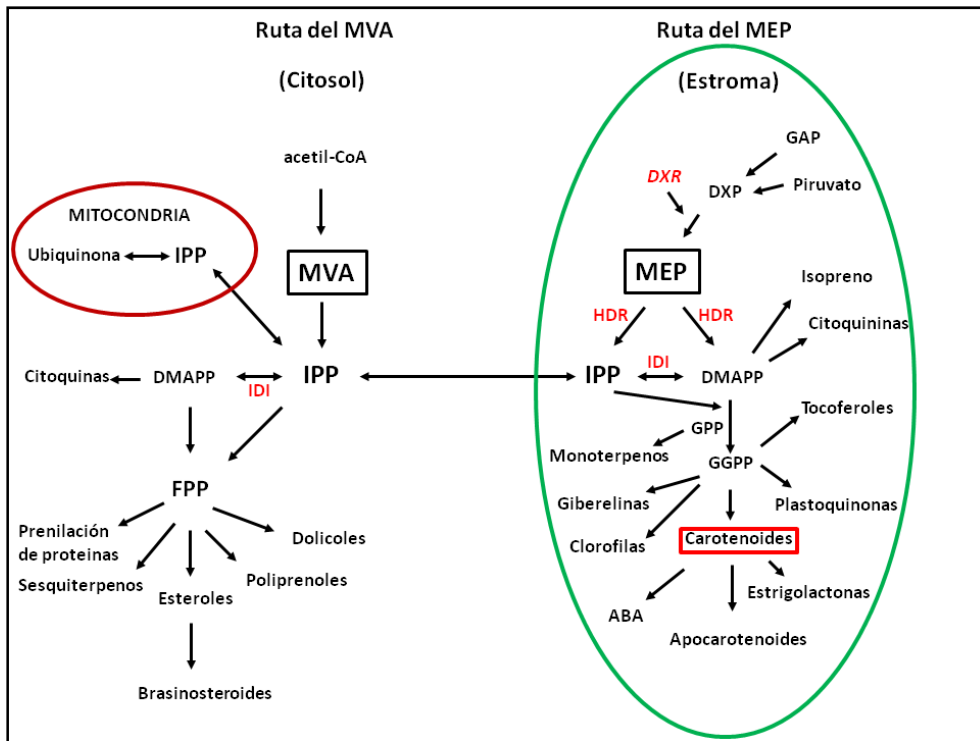 Ruta del MVA
(Citosol)
acetil-CoA
MITOCONDRIA
Ubiquinona
IPP
MVA
Citoquinas
DMAPP
IDI
IPP
FPP
Prenilación
de proteinas
Sesquiterpenos
Esteroles
Poliprenoles
Dolicoles
Brasinosteroides
Ruta del MEP
(Estroma)
GAP
DXR
DXP
Piruvato
MEP
HDR
HDR
Isopreno
Citoquininas
IPP
IDI
DMAPP
GPP
Tocoferoles
Monoterpenos
GGPP
Giberelinas
Plastoquinonas
Clorofilas
Carotenoides
Estrigolactonas
ABA
Apocarotenoides